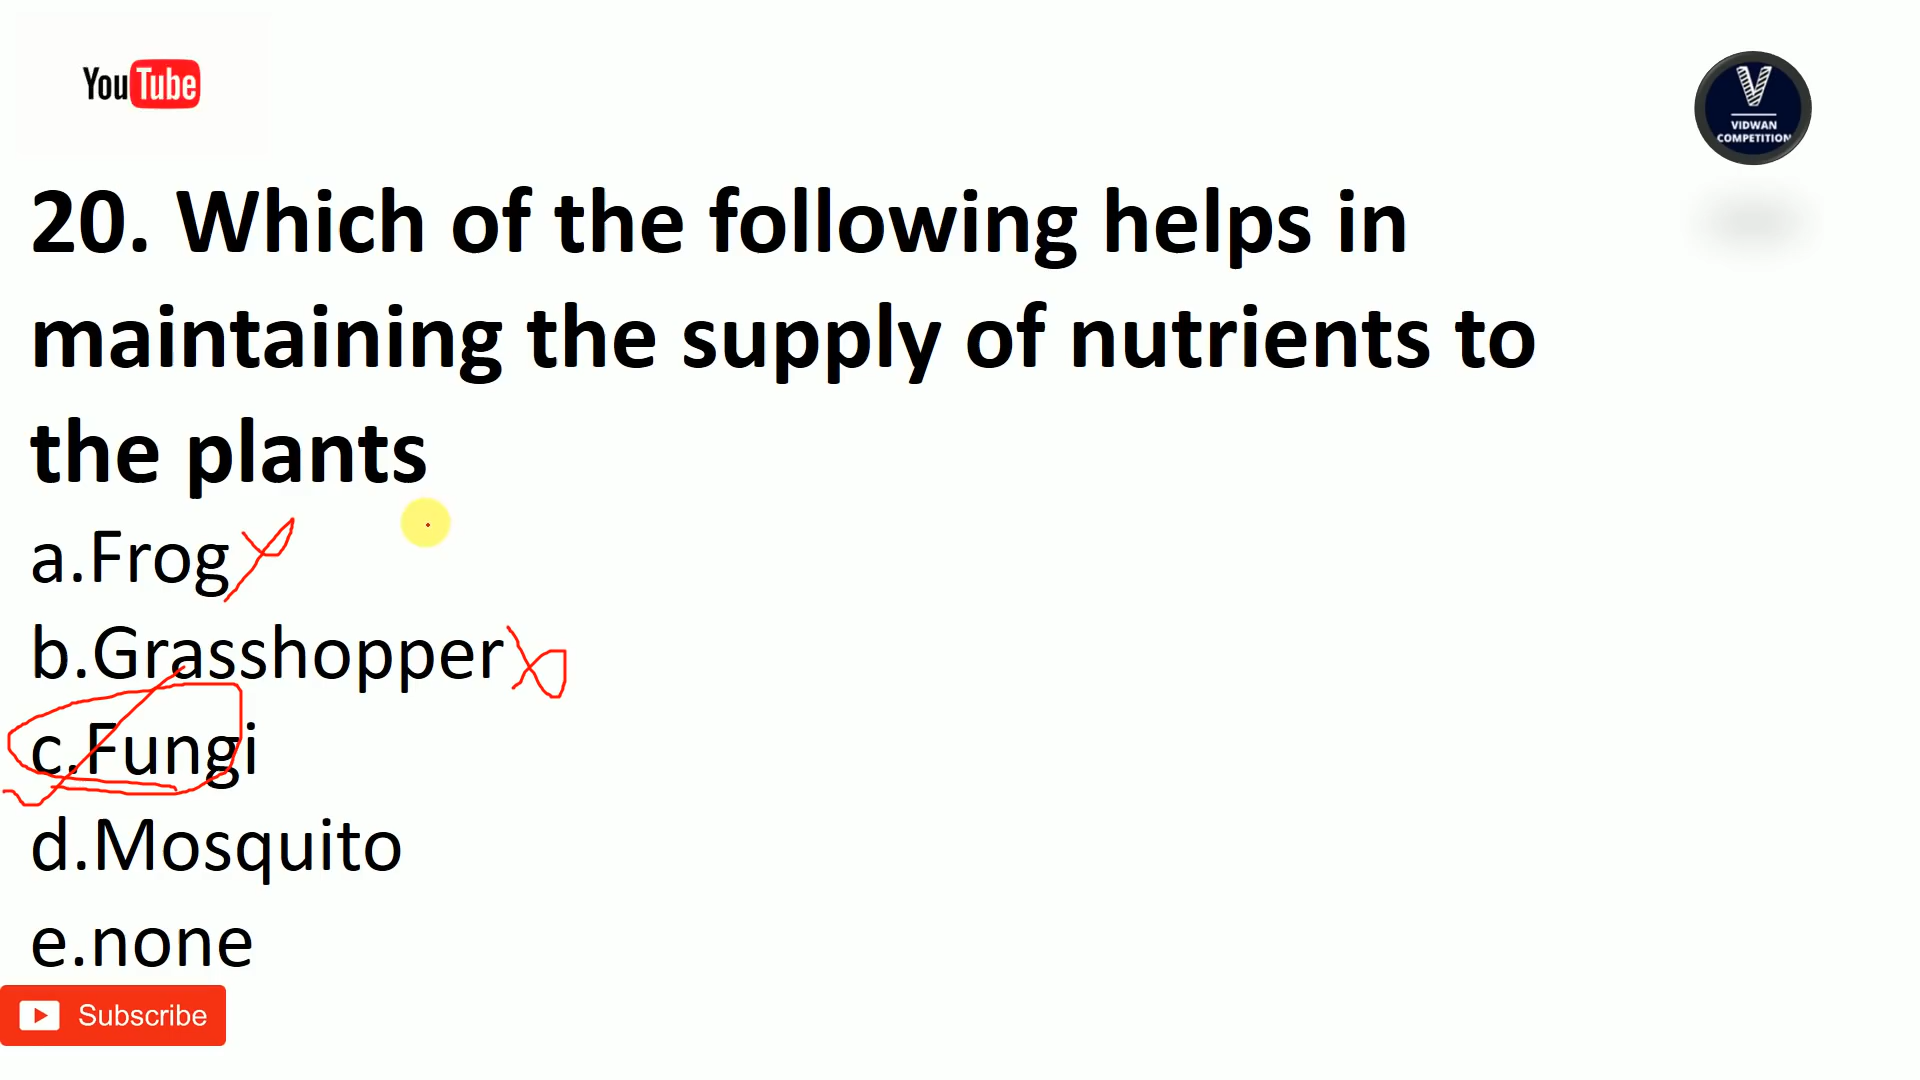 YouTube
VIDWAN
COMPETITION
20. Which of the following helps in
maintaining the supply of nutrients to
the plants
a.Frog
b.Grasshopper
c.Fungi
d.Mosquito
e.none
Subscribe